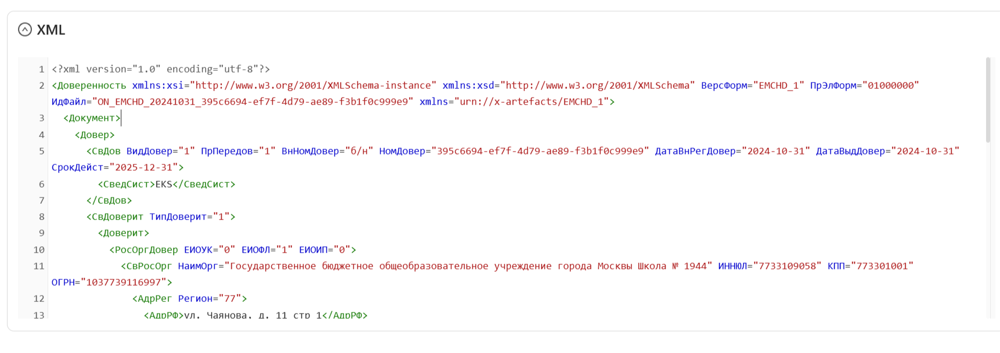 XML
1 <?xml version="1.0" encoding="utf-8"?>
2 <Доверенность xmlns:xsi="http://www.w3.org/2001/XMLSchema-instance" xmlns:xsd="http://www.w3.org/2001/XMLSchema" ВерсФорм="EMCHD_1" ПрЭлФорм="01000000"
ИдФайл="ON_EMCHD_20241031_395c6694-ef7f-4d79-ae89-f3b1f0c999e9" xmlns="urn://x-artefacts/EMCHD_1">
3 <Документ>
4 <Довер>
5 <СвДов ВидДовер="1" ПрПередов="1" ВнНомДовер="б/н" НомДовер="395c6694-ef7f-4d79-ae89-f3b1f0c999e9" ДатаВнРегДовер="2024-10-31" ДатаВыдДовер="2024-10-31"
СрокДейст="2025-12-31">
6 <СведСист>EKS</СведСист>
7 </СвДов>
8 <СвДоверит ТипДоверит="1">
9 <Доверит>
10 <РосОргДовер ЕИОУК="0" ЕИОФЛ="1" ЕИОИП="0">
11 <СвРосОрг НаимОрг="Государственное бюджетное общеобразовательное учреждение города Москвы Школа № 1944" ИННЮЛ="7733109058" КПП="773301001"
ОГРН="1037739116997">
12 <АдрРег Регион="77">
13 <АдрРФ>ул. Чаянова, д. 11 стр 1</АдрРФ>